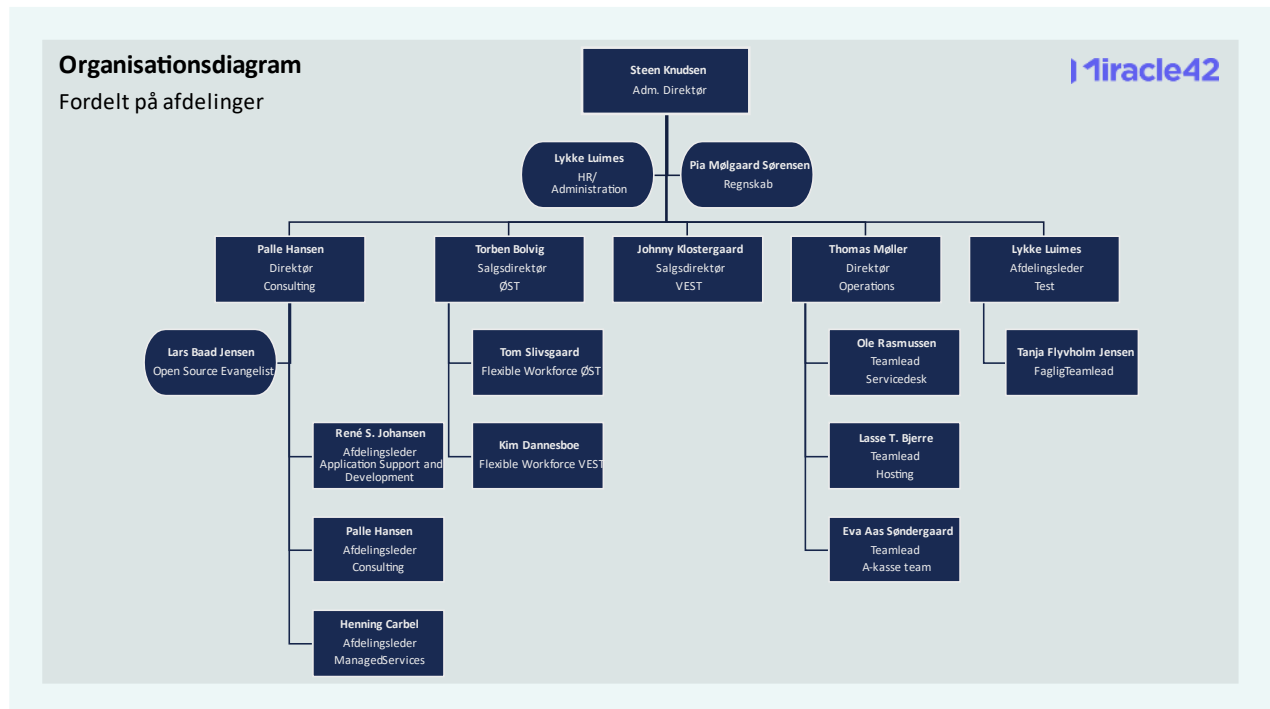 Organisationsdiagram
Fordelt på afdelinger
Miracle42
Steen Knudsen
Adm. Direktør
Lykke Luimes
HR/
Administration
Pia Mølgaard Sørensen
Regnskab
Palle Hansen
Direktør
Consulting
Torben Bolvig
Salgsdirektør
ØST
Johnny Klostergaard
Salgsdirektør
VEST
Thomas Møller
Direktør
Operations
Lykke Luimes
Afdelingsleder
Test
Lars Baad Jensen
Open Source Evangelist
Tom Slivsgaard
Flexible Workforce ØST
Ole Rasmussen
Teamlead
Servicedesk
Tanja Flyvholm Jensen
FagligTeamlead
René S. Johansen
Afdelingsleder
Application Support and
Development
Kim Dannesboe
Flexible Workforce VEST
Lasse T. Bjerre
Teamlead
Hosting
Palle Hansen
Afdelingsleder
Consulting
Eva Aas Søndergaard
Teamlead
A-kasse team
Henning Carbel
Afdelingsleder
ManagedServices